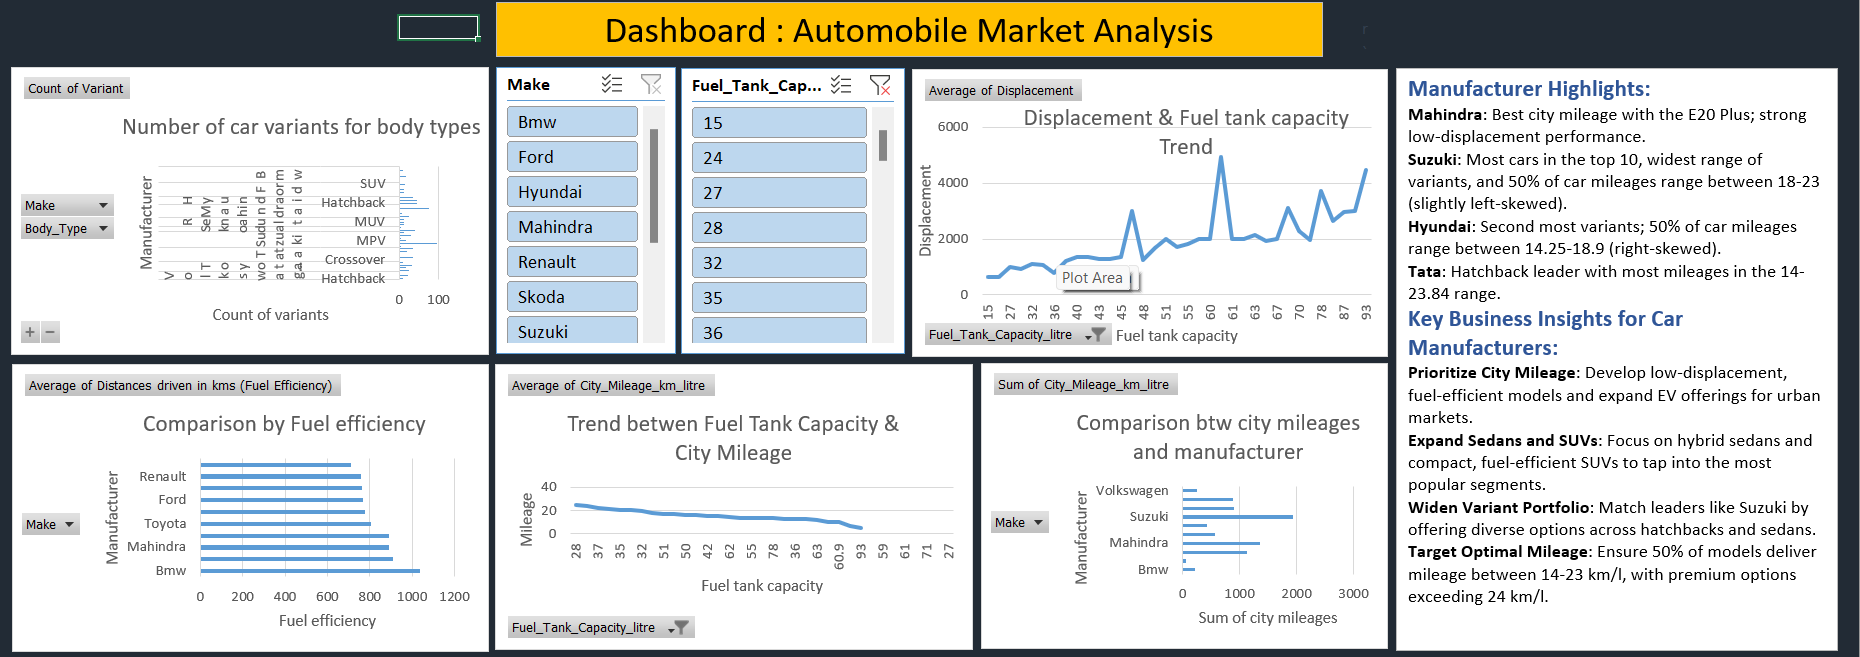 Dashboard : Automobile Market Analysis
Count of Variant
Number of car variants for body types
Manufacturer
Make
Body_Type
SUV
Hatchback
MUV
MPV
Crossover
Hatchback
0 100
Count of variants
Make
Bmw
Ford
Hyundai
Mahindra
Renault
Skoda
Suzuki
Fuel_Tank_Cap...
15
24
27
28
32
35
36
Average of Displacement
Displacement & Fuel tank capacity
Trend
Displacement
6000
4000
2000
0
Plot Area
15 27 32 36 40 43 45 48 51 55 60 61 63 67 70 78 87 93
Fuel_Tank_Capacity_litre
Fuel tank capacity
Manufacturer Highlights:
Mahindra: Best city mileage with the E20 Plus; strong
low-displacement performance.
Suzuki: Most cars in the top 10, widest range of
variants, and 50% of car mileages range between 18-23
(slightly left-skewed).
Hyundai: Second most variants; 50% of car mileages
range between 14.25-18.9 (right-skewed).
Tata: Hatchback leader with most mileages in the 14-
23.84 range.
Key Business Insights for Car
Manufacturers:
Prioritize City Mileage: Develop low-displacement,
fuel-efficient models and expand EV offerings for urban
markets.
Expand Sedans and SUVs: Focus on hybrid sedans and
compact, fuel-efficient SUVs to tap into the most
popular segments.
Widen Variant Portfolio: Match leaders like Suzuki by
offering diverse options across hatchbacks and sedans.
Target Optimal Mileage: Ensure 50% of models deliver
mileage between 14-23 km/l, with premium options
exceeding 24 km/l.
Average of Distances driven in kms (Fuel Efficiency)
Comparison by Fuel efficiency
Make
Manufacturer
Renault
Ford
Toyota
Mahindra
Bmw
0 200 400 600 800 1000 1200
Fuel efficiency
Average of City_Mileage_km_litre
Trend betwen Fuel Tank Capacity &
City Mileage
Mileage
40
20
0
28 37 35 32 51 50 42 62 55 78 36 63 60.9 93 59 61 71 27
Fuel tank capacity
Fuel_Tank_Capacity_litre
Sum of City_Mileage_km_litre
Comparison btw city mileages
and manufacturer
Make
Manufacturer
Volkswagen
Suzuki
Mahindra
Bmw
0 1000 2000 3000
Sum of city mileages